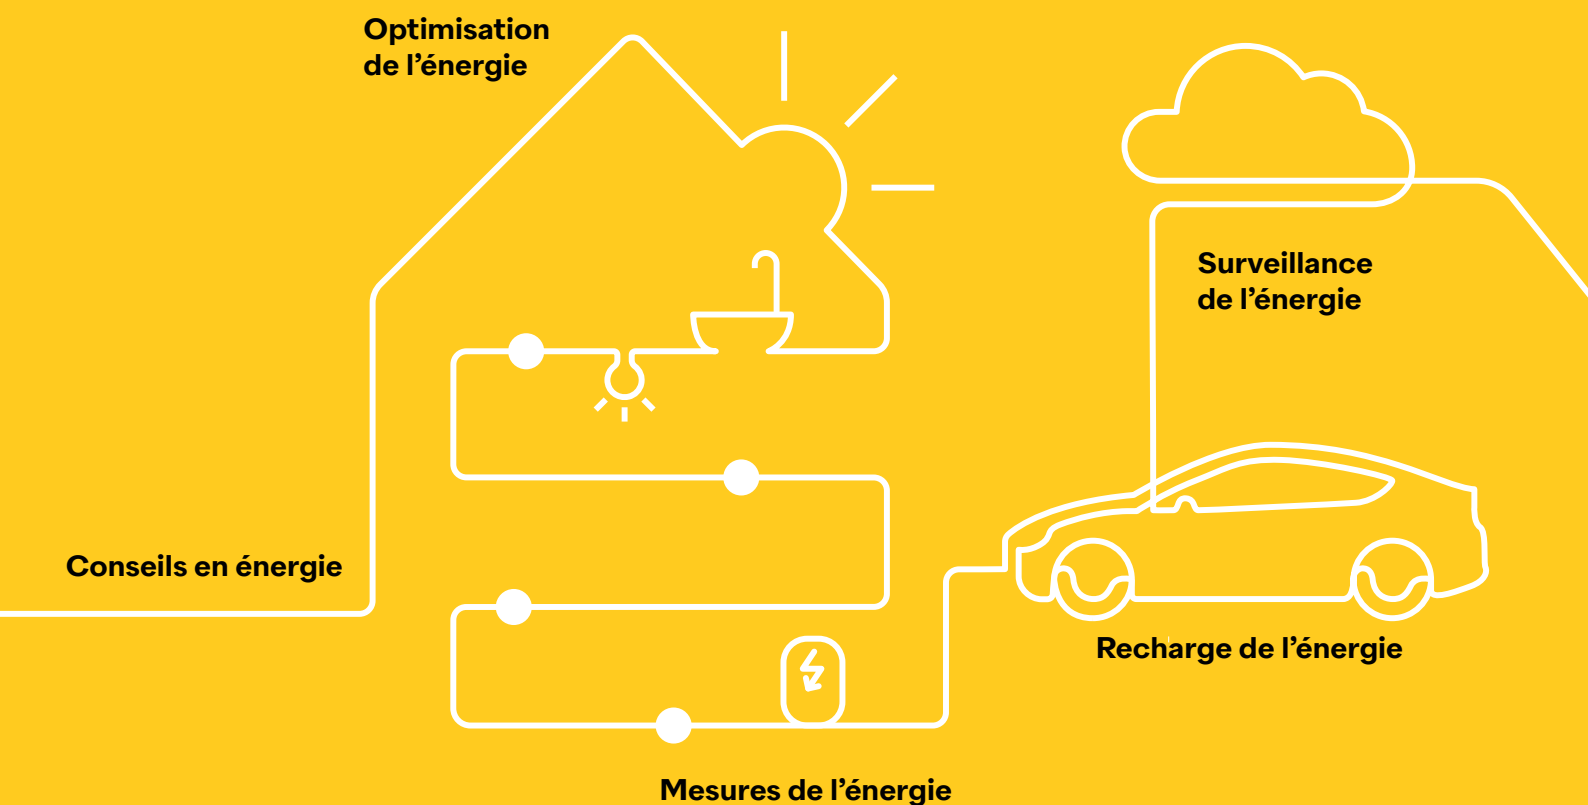 Optimisation
de l’énergie
Surveillance
de l’énergie
Conseils en énergie
Recharge de l’énergie
Mesures de l’énergie